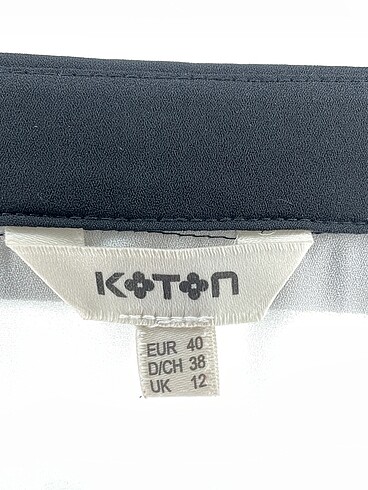 KOTON
EUR 40
D/CH 38
UK 12